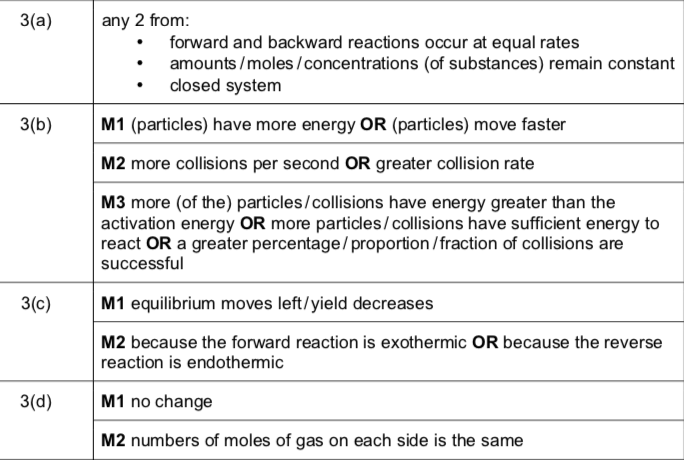 3(a)
any 2 from:
• forward and backward reactions occur at equal rates
• amounts/moles/concentrations (of substances) remain constant
• closed system
3(b)
M1 (particles) have more energy OR (particles) move faster
M2 more collisions per second OR greater collision rate
M3 more (of the) particles/collisions have energy greater than the
activation energy OR more particles/collisions have sufficient energy to
react OR a greater percentage/proportion/fraction of collisions are
successful
3(c)
M1 equilibrium moves left/yield decreases
M2 because the forward reaction is exothermic OR because the reverse
reaction is endothermic
3(d)
M1 no change
M2 numbers of moles of gas on each side is the same